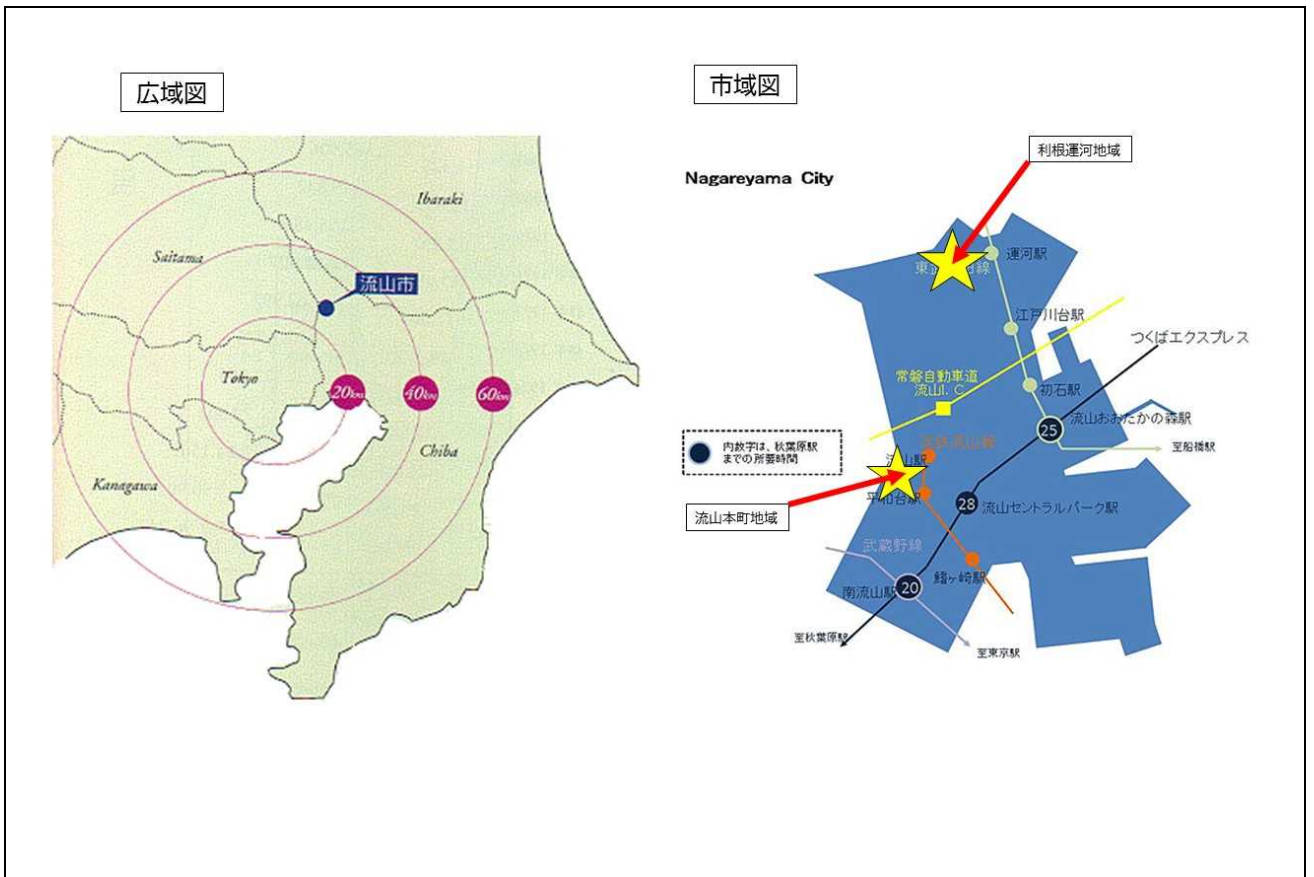 広域図
Ibaraki
Saitama
流山市
Tokyo
20km
40km
60km
Chiba
Kanagawa
市域図
利根運河地域
Nagareyama City
運河駅
江戸川台駅
つくばエクスプレス
常磐自動車道
流山I.C
初石駅
流山おおたかの森駅
25
至船橋駅
内数字は、秋葉原駅
までの所要時間
平和台駅
28
流山セントラルパーク駅
流山本町地域
武蔵野線
鰭ヶ崎駅
南流山駅
20
至秋葉原駅
至東京駅